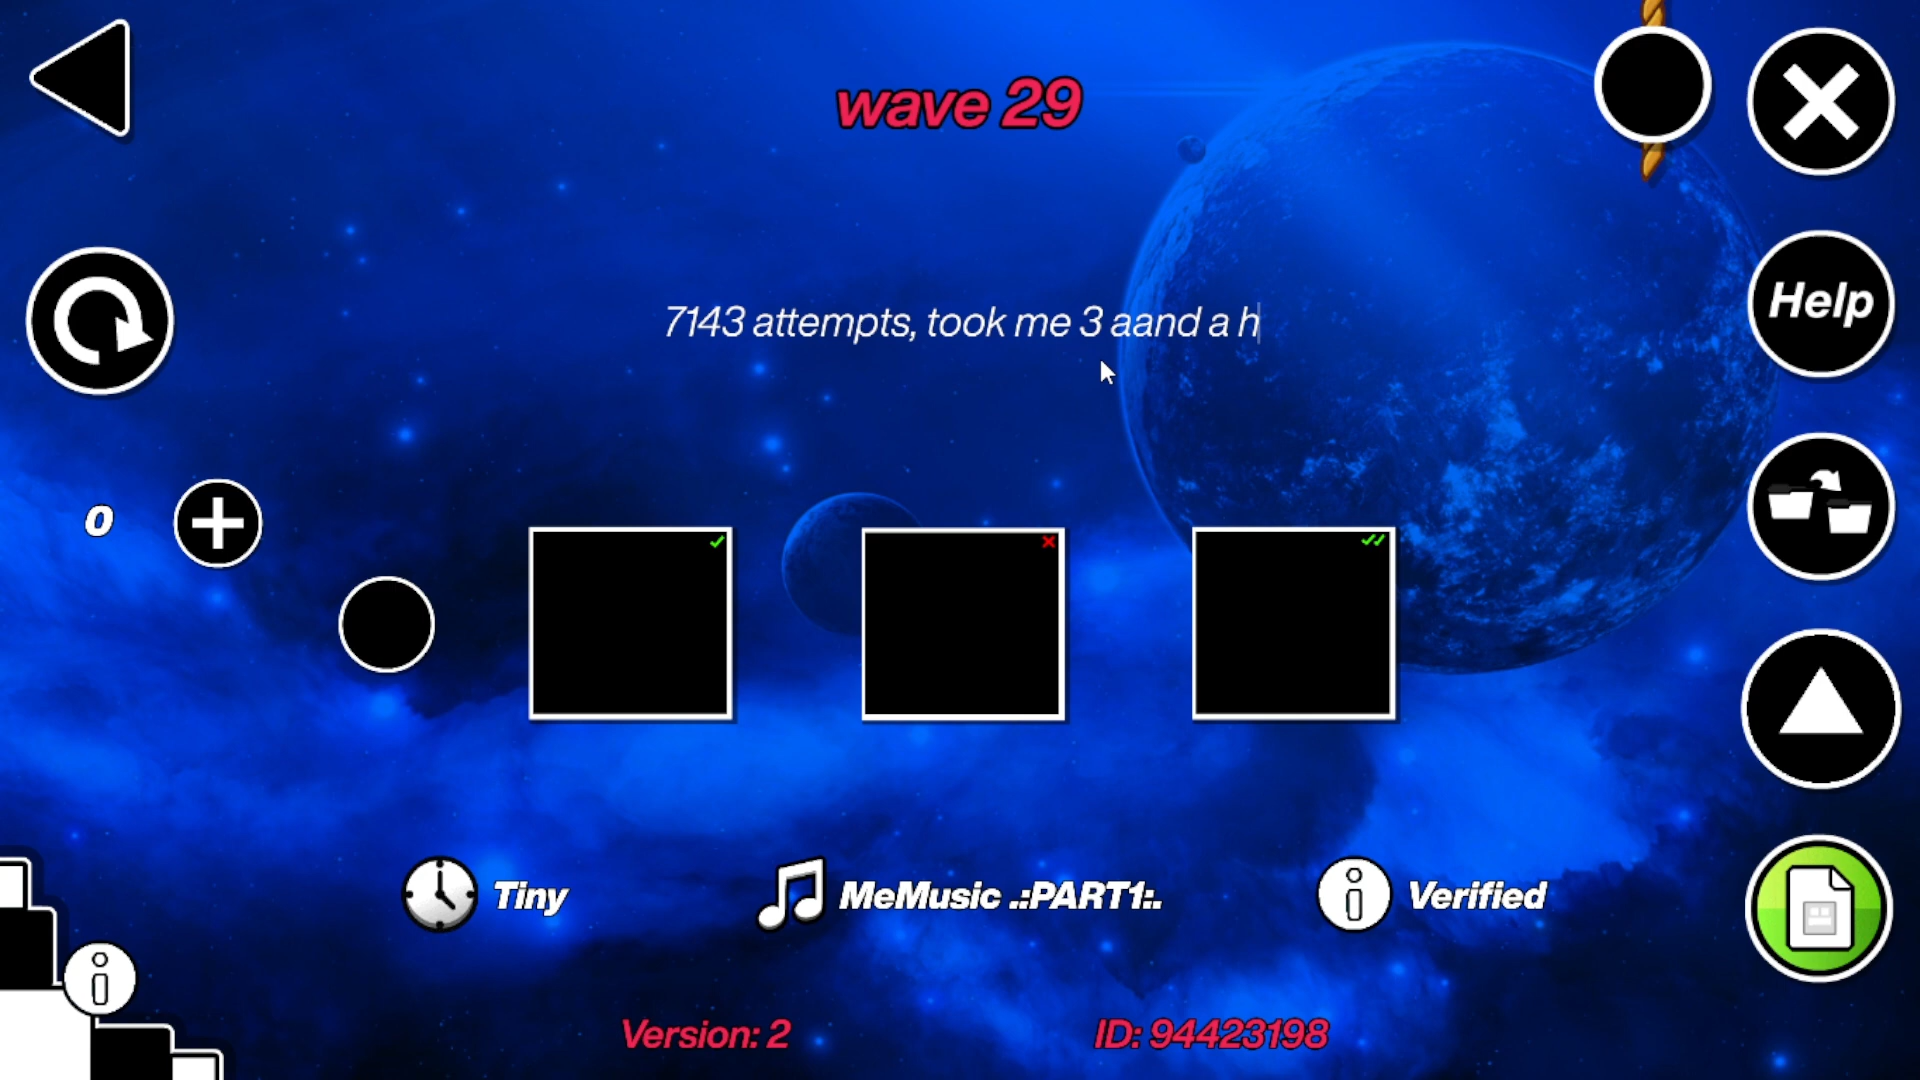 wave 29
Help
7143 attempts, took me 3 aand a h
0
Tiny
MeMusic .:PART1:.
Verified
Version: 2
ID: 94423198